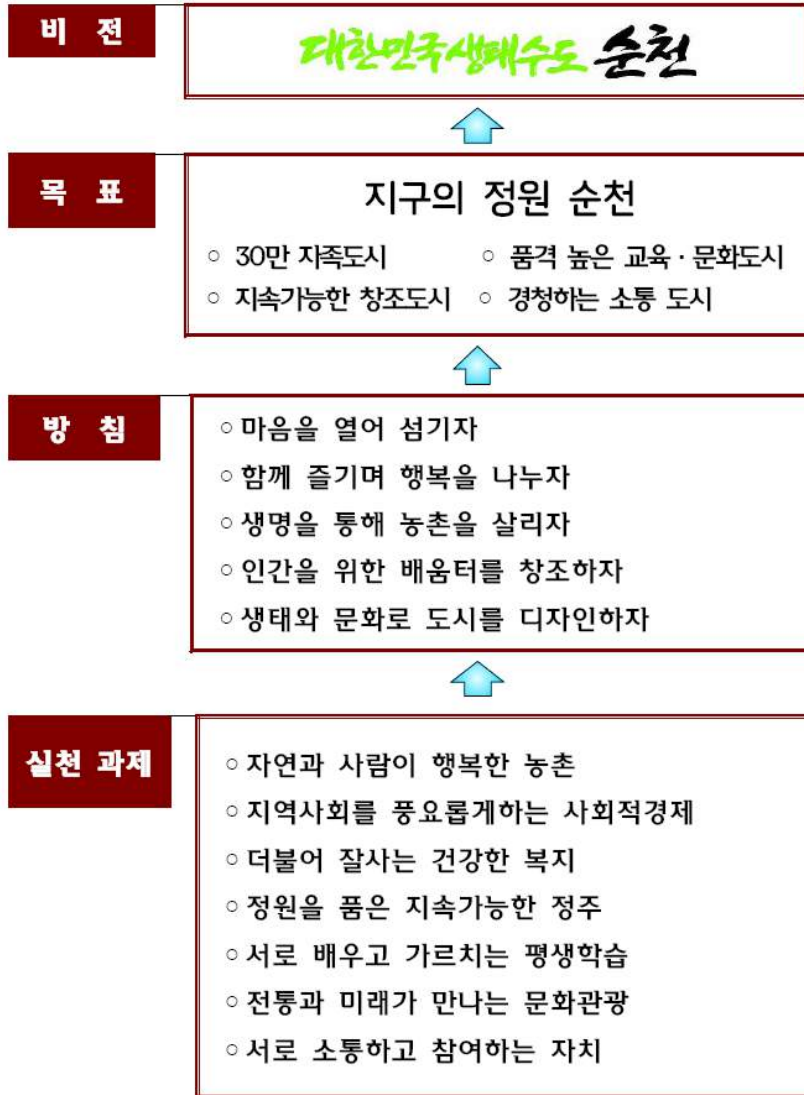 비 전
대한민국생태수도 순천
목 표
지구의 정원 순천
○ 30만 자족도시 ○ 품격 높은 교육 · 문화도시
○ 지속가능한 창조도시 ○ 경청하는 소통 도시
방 침
○ 마음을 열어 섬기자
○ 함께 즐기며 행복을 나누자
○ 생명을 통해 농촌을 살리자
○ 인간을 위한 배움터를 창조하자
○ 생태와 문화로 도시를 디자인하자
실천 과제
○ 자연과 사람이 행복한 농촌
○ 지역사회를 풍요롭게하는 사회적경제
○ 더불어 잘사는 건강한 복지
○ 정원을 품은 지속가능한 정주
○ 서로 배우고 가르치는 평생학습
○ 전통과 미래가 만나는 문화관광
○ 서로 소통하고 참여하는 자치